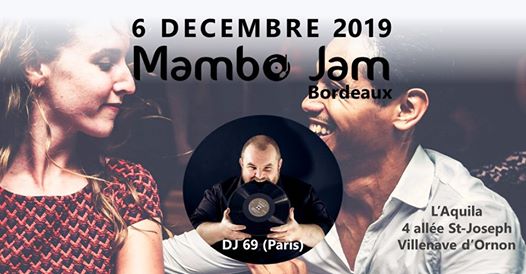 6 DECEMBRE 2019
Mambo Jam
Bordeaux
DJ 69 (Paris)
L'Aquila
4 allée St-Joseph
Villenave d'Ornon